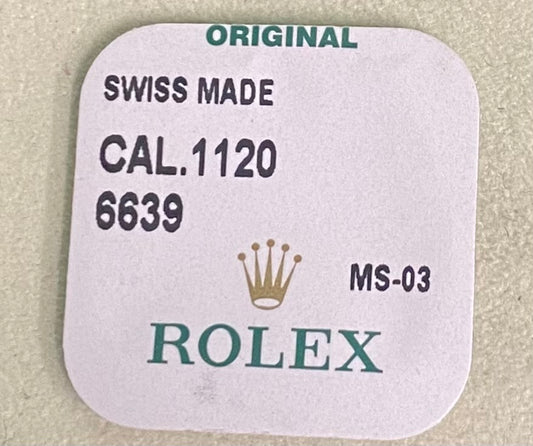 ORIGINAL
SWISS MADE
CAL.1120
6639
MS-03
ROLEX